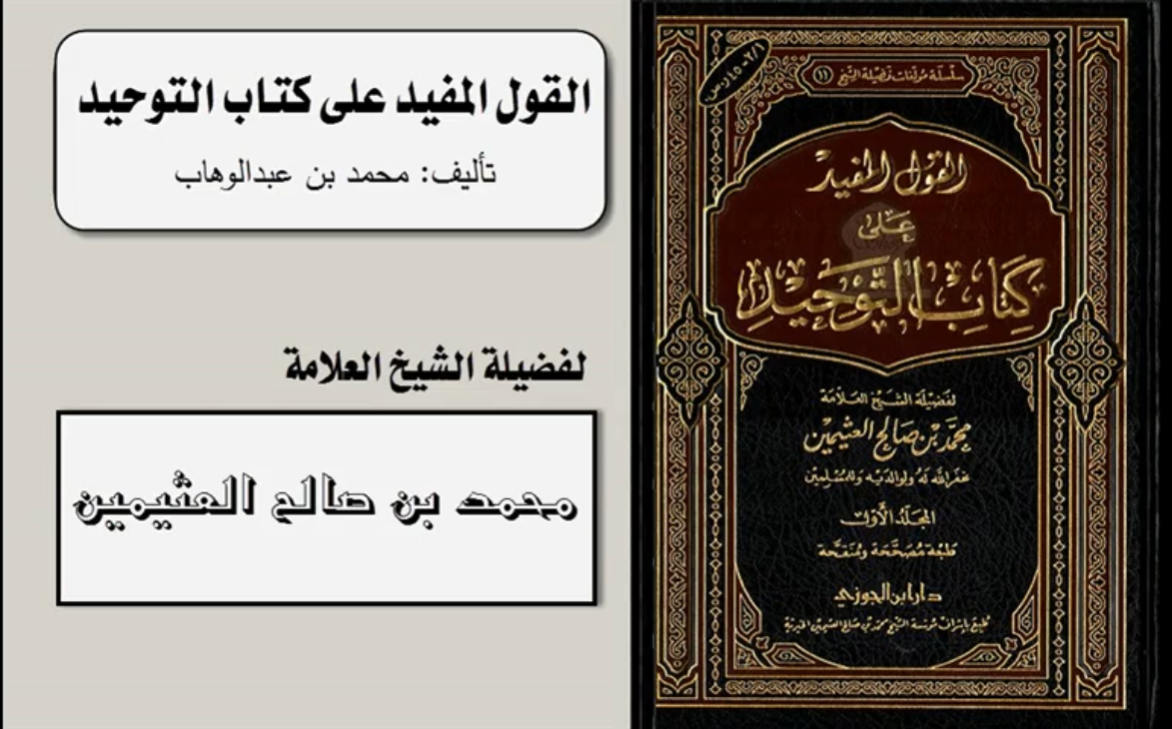 القول المفيد على كتاب التوحيد
تأليف: محمد بن عبدالوهاب
لفضيلة الشيخ العلامة
محمد بن صالح العثيمين
سلسلة مؤلفات فضيلة الشيخ (١١)
القول المفيد
على
كتاب التوحيد
لفضيلة الشيخ العلامة
محمد بن صالح العثيمين
غفر الله له ولوالديه وللمسلمين
المجلد الأول
طبعة مصححة ومنقحة
دار ابن الجوزي
طبع بإشراف مؤسسة الشيخ محمد بن صالح العثيمين الخيرية